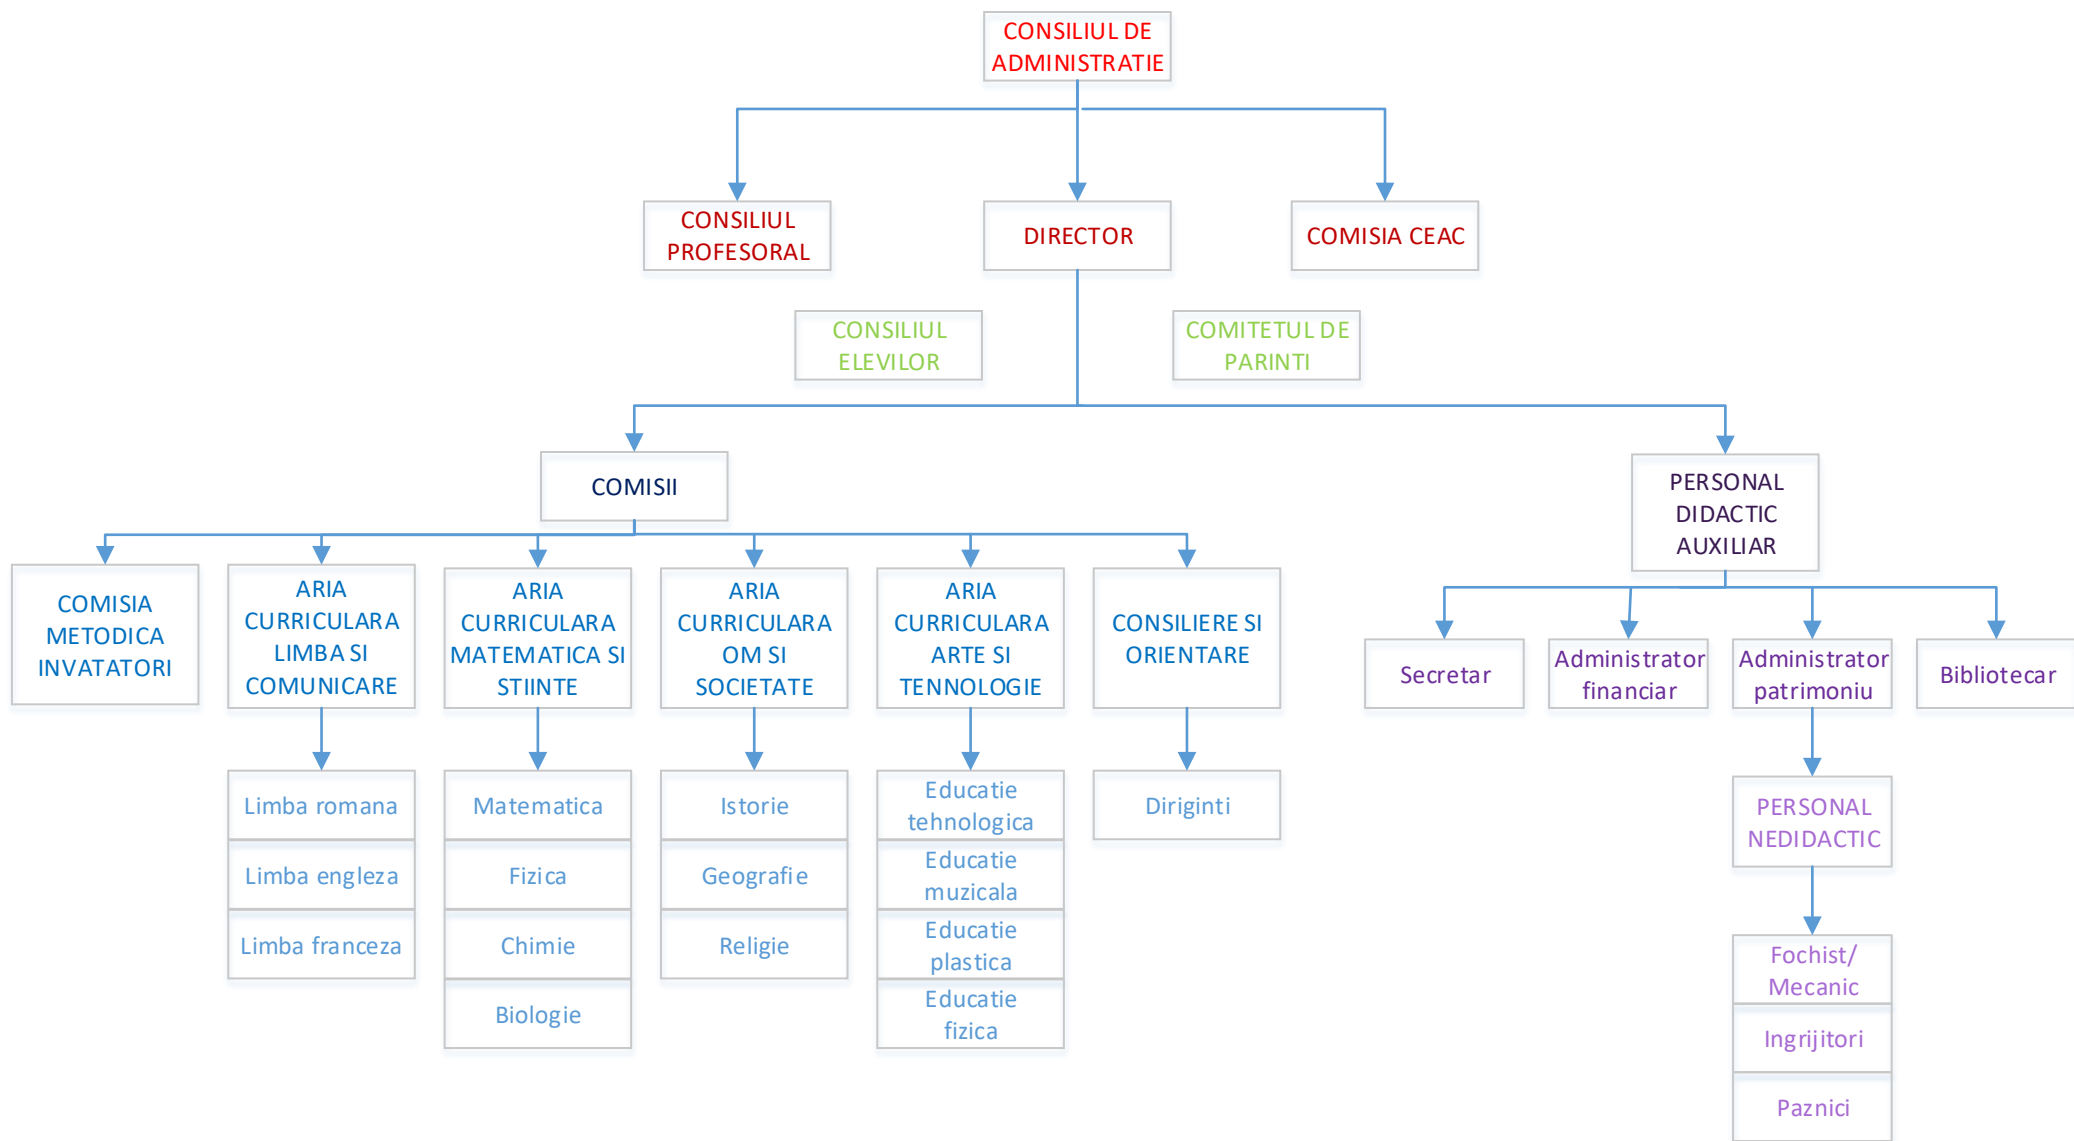 CONSILIUL DE
ADMINISTRATIE
CONSILIUL
PROFESORAL
DIRECTOR
COMISIA CEAC
CONSILIUL
ELEVILOR
COMITETUL DE
PARINTI
COMISII
PERSONAL
DIDACTIC
AUXILIAR
COMISIA
METODICA
INVATATORI
ARIA
CURRICULARA
LIMBA SI
COMUNICARE
ARIA
CURRICULARA
MATEMATICA SI
STIINTE
ARIA
CURRICULARA
OM SI
SOCIETATE
ARIA
CURRICULARA
ARTE SI
TENNOLOGIE
CONSILIERE SI
ORIENTARE
Secretar
Administrator
financiar
Administrator
patrimoniu
Bibliotecar
Limba romana
Limba engleza
Limba franceza
Matematica
Fizica
Chimie
Biologie
Istorie
Geografie
Religie
Educatie
tehnologica
Educatie
muzicala
Educatie
plastica
Educatie
fizica
Diriginti
PERSONAL
NEDIDACTIC
Fochist/
Mecanic
Ingrijitori
Paznici